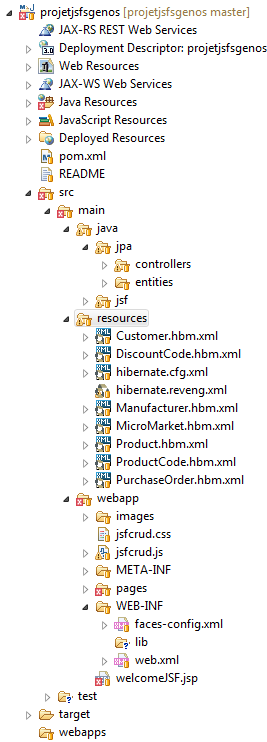 projetjsfsgenos [projetjsfsgenos master]
JAX-RS REST Web Services
Deployment Descriptor: projetjsfsgenos
Web Resources
JAX-WS Web Services
Java Resources
JavaScript Resources
Deployed Resources
pom.xml
README
src
main
java
jpa
controllers
entities
jsf
resources
Customer.hbm.xml
DiscountCode.hbm.xml
hibernate.cfg.xml
hibernate.reveng.xml
Manufacturer.hbm.xml
MicroMarket.hbm.xml
Product.hbm.xml
ProductCode.hbm.xml
PurchaseOrder.hbm.xml
webapp
images
jsfcrud.css
jsfcrud.js
META-INF
pages
WEB-INF
faces-config.xml
lib
web.xml
welcomeJSF.jsp
test
target
webapps